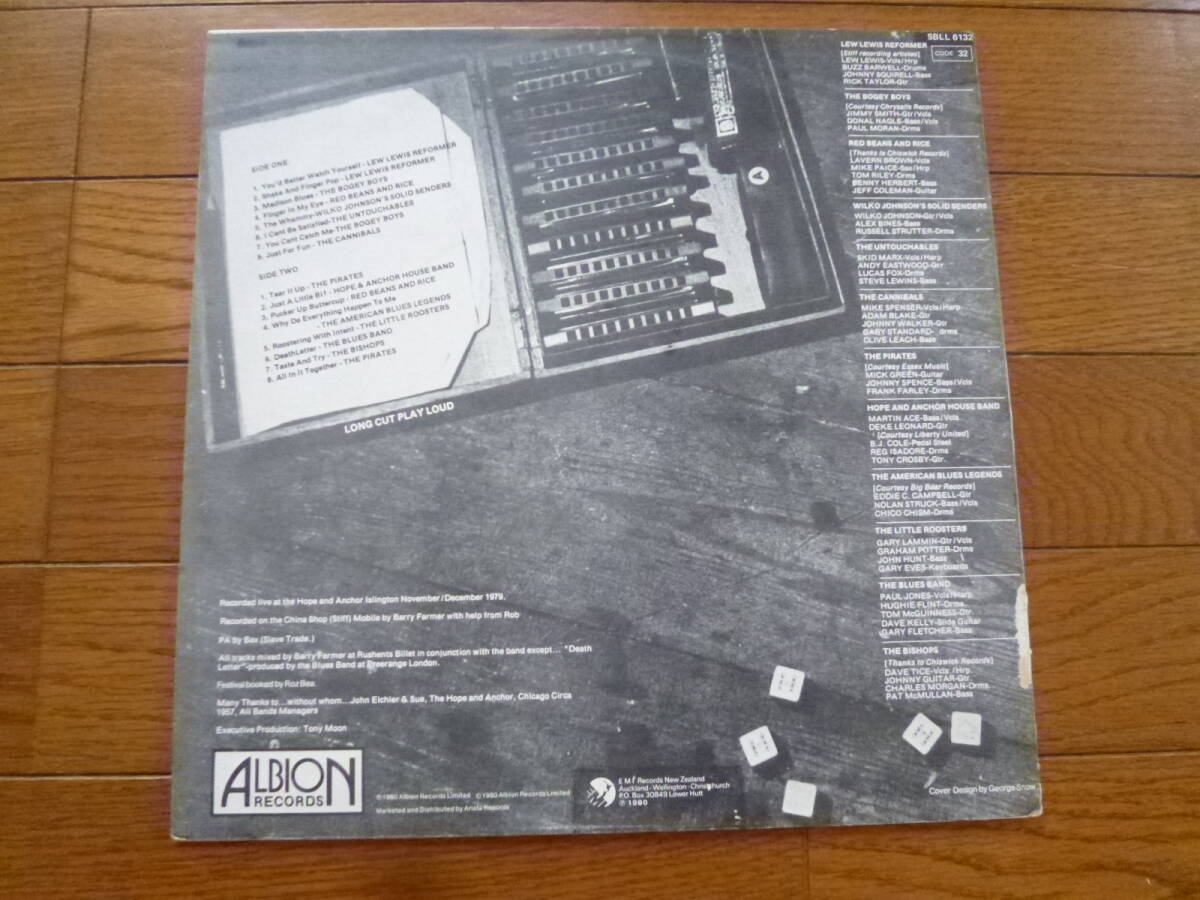 SBLL 6132
CODE 32
SIDE ONE
1. You'd Better Watch Yourself - LEW LEWIS REFORMER
2. Shake And Finger Pop - LEW LEWIS REFORMER
3. Madison Blues - THE BOGEY BOYS
4. Finger In My Eye - RED BEANS AND RICE
5. The Whammy-WILKO JOHNSON'S SOLID SENDERS
6. I Cant Be Satisfied-THE UNTOUCHABLES
7. You Cant Catch Me-THE BOGEY BOYS
8. Just For Fun - THE CANNIBALS
SIDE TWO
1. Tear It Up - THE PIRATES
2. Just A Little Bit - HOPE & ANCHOR HOUSE BAND
3. Pucker Up Buttercup - RED BEANS AND RICE
4. Why Do Everything Happen To Me
- THE AMERICAN BLUES LEGENDS
5. Roostering With Intent - THE LITTLE ROOSTERS
6. DeathLetter - THE BLUES BAND
7. Taste And Try - THE BISHOPS
8. All In It Together - THE PIRATES
LONG CUT PLAY LOUD
A
LEW LEWIS REFORMER
[Stiff recording artistes]
LEW LEWIS-Vcls/Hrp
BUZZ BARWELL-Drums
JOHNNY SQUIRELL-Bass
RICK TAYLOR-Gtr
THE BOGEY BOYS
[Courtesy Chrysalis Records]
JIMMY SMITH-Gtr/Vcls
DONAL NAGLE-Bass/Vcls
PAUL MORAN-Drms
RED BEANS AND RICE
[Thanks to Chiswick Records]
LAVERN BROWN-Vcls
MIKE PAICE-Sax/Hrp
TOM RILEY-Drms
BENNY HERBERT-Bass
JEFF COLEMAN-Guitar
WILKO JOHNSON'S SOLID SENDERS
WILKO JOHNSON-Gtr/Vcls
ALEX BINES-Bass
RUSSELL STRUTTER-Drms
THE UNTOUCHABLES
SKID MARX-Vcls/Harp
ANDY EASTWOOD-Gtr
LUCAS FOX-Drms
STEVE LEWINS-Bass
THE CANNIBALS
MIKE SPENSER-Vcls/Harp
ADAM BLAKE-Gtr
JOHNNY WALKER-Gtr
GABY STANDARD- drms
CLIVE LEACH-Bass
THE PIRATES
[Courtesy Essex Music]
MICK GREEN-Guitar
JOHNNY SPENCE-Bass/Vcls
FRANK FARLEY-Drms
HOPE AND ANCHOR HOUSE BAND
MARTIN ACE-Bass/Vcls
DEKE LEONARD-Gtr
[Courtesy Liberty United]
B.J. COLE-Pedal Steel
REG ISADORE-Drms
TONY CROSBY-Gtr.
THE AMERICAN BLUES LEGENDS
[Courtesy Big Bear Records]
EDDIE C. CAMPBELL-Gtr
NOLAN STRUCK-Bass/Vcls
CHICO CHISM-Drms
THE LITTLE ROOSTERS
GARY LAMMIN-Gtr/Vcls
GRAHAM POTTER-Drms
JOHN HUNT-Bass
GARY EVES-Keyboards
THE BLUES BAND
PAUL JONES-Vcls/Harp
HUGHIE FLINT-Drms
TOM McGUINNESS-Gtr
DAVE KELLY-Slide Guitar
GARY FLETCHER-Bass
THE BISHOPS
[Thanks to Chiswick Records]
DAVE TICE-Vcls./Hrp
JOHNNY GUITAR-Gtr.
CHARLES MORGAN-Drms
PAT McMULLAN-Bass
Recorded live at the Hope and Anchor Islington November/December 1979.
Recorded on the China Shop (Stiff) Mobile by Barry Farmer with help from Rob
PA by Bex (Slave Trade.)
All tracks mixed by Barry Farmer at Rushents Billet in conjunction with the band except... "Death
Letter"-produced by the Blues Band at Freerange London.
Festival booked by Roz Bea
Many Thanks to...without whom...John Eichler & Sue, The Hope and Anchor, Chicago Circa
1957, All Bands Managers
Executive Production: Tony Moon
ALBION
RECORDS
℗1980 Albion Records Limited ©1980 Albion Records Limited
Marketed and Distributed by Ariola Records
EMI Records New Zealand
Auckland · Wellington · Christchurch
P.O. Box 30849 Lower Hutt
℗ 1980
Cover Design by George Snow